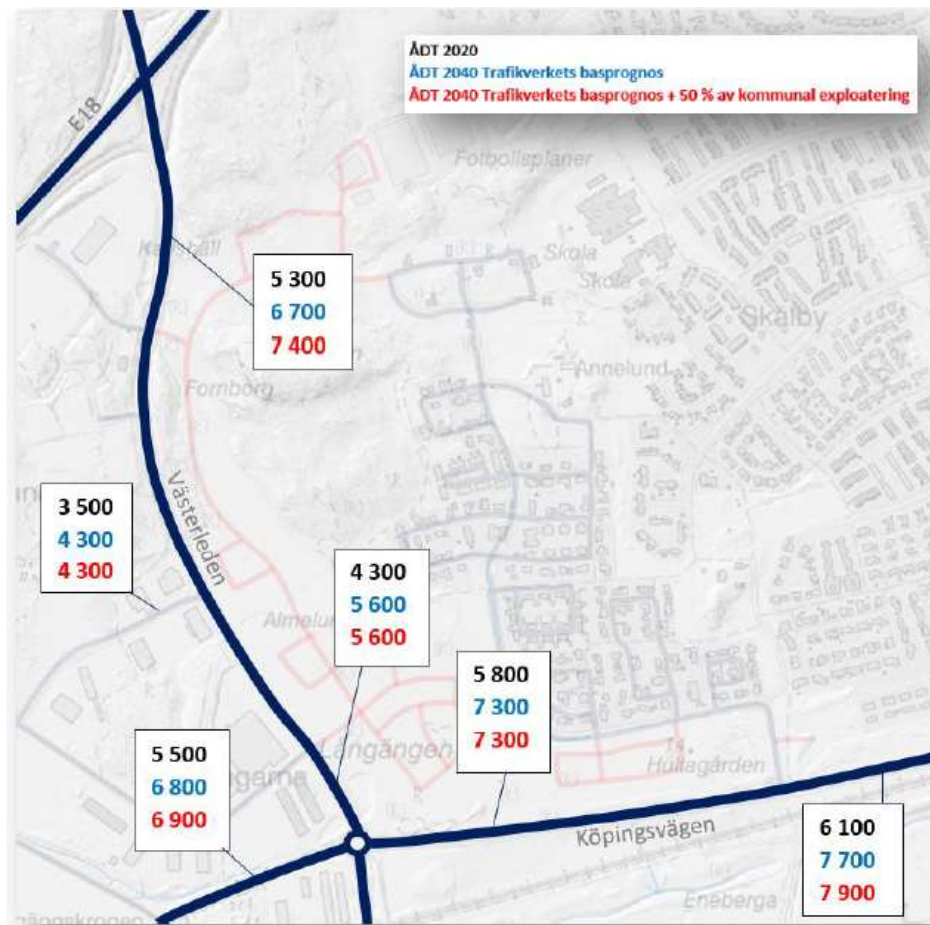 ÅDT 2020
ÅDT 2040 Trafikverkets basprognos
ÅDT 2040 Trafikverkets basprognos + 50 % av kommunal exploatering
E18
Fotbollsplaner
Skola
Skola
Skälby
5 300
6 700
7 400
Annelund
Fornborg
Västerleden
3 500
4 300
4 300
4 300
5 600
5 600
5 800
7 300
7 300
Långängen
Hultagården
5 500
6 800
6 900
Köpingsvägen
6 100
7 700
7 900
Eneberga